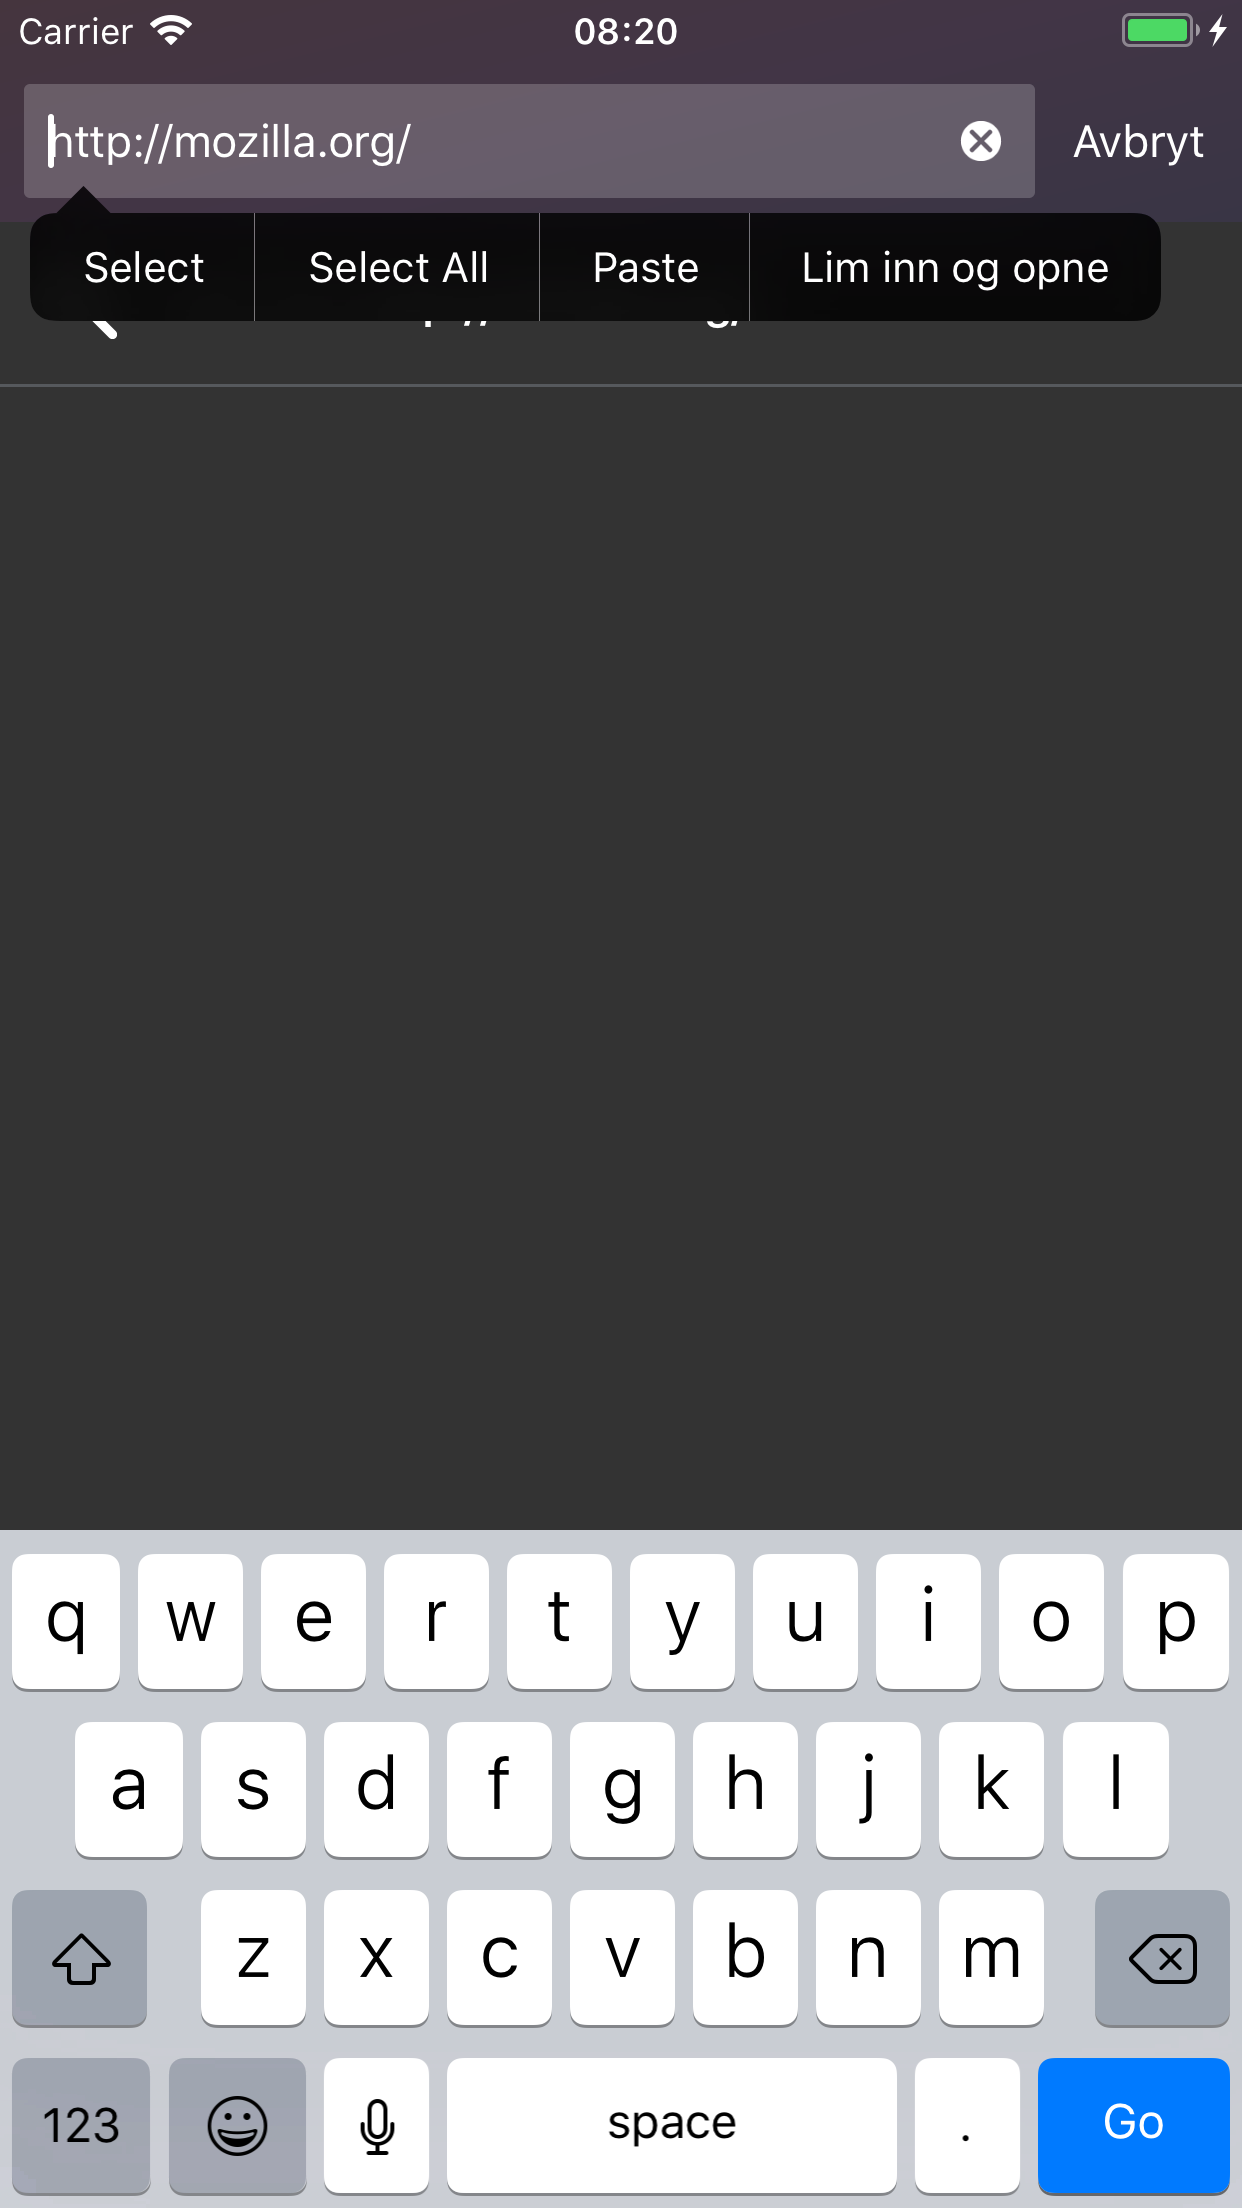 Carrier 08:20
http://mozilla.org/ Avbryt
Select Select All Paste Lim inn og opne
q w e r t y u i o p
a s d f g h j k l
z x c v b n m
123 space . Go